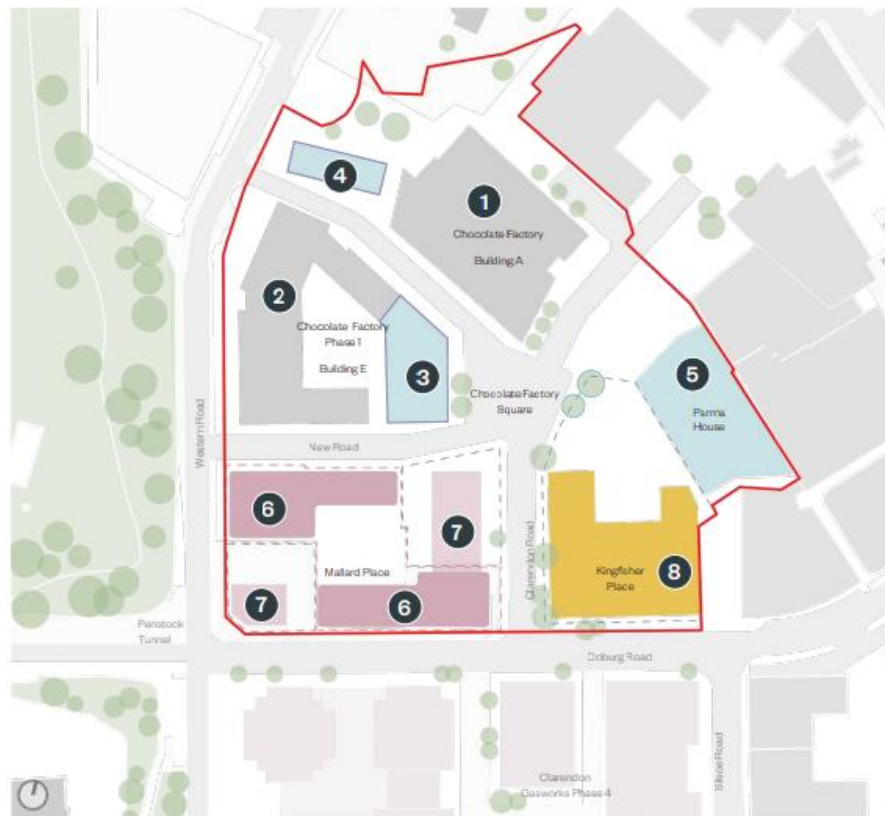 4
1
Chocolate Factory
Building A
2
Chocolate Factory
Phase 1
Building E
3
5
Parma
House
Chocolate Factory
Square
Western Road
New Road
6
7
Clarendon Road
Mallard Place
Kingfisher
Place
8
7
6
Penstock
Tunnel
Coburg Road
Silsoe Road
Clarendon
Gasworks Phase 4